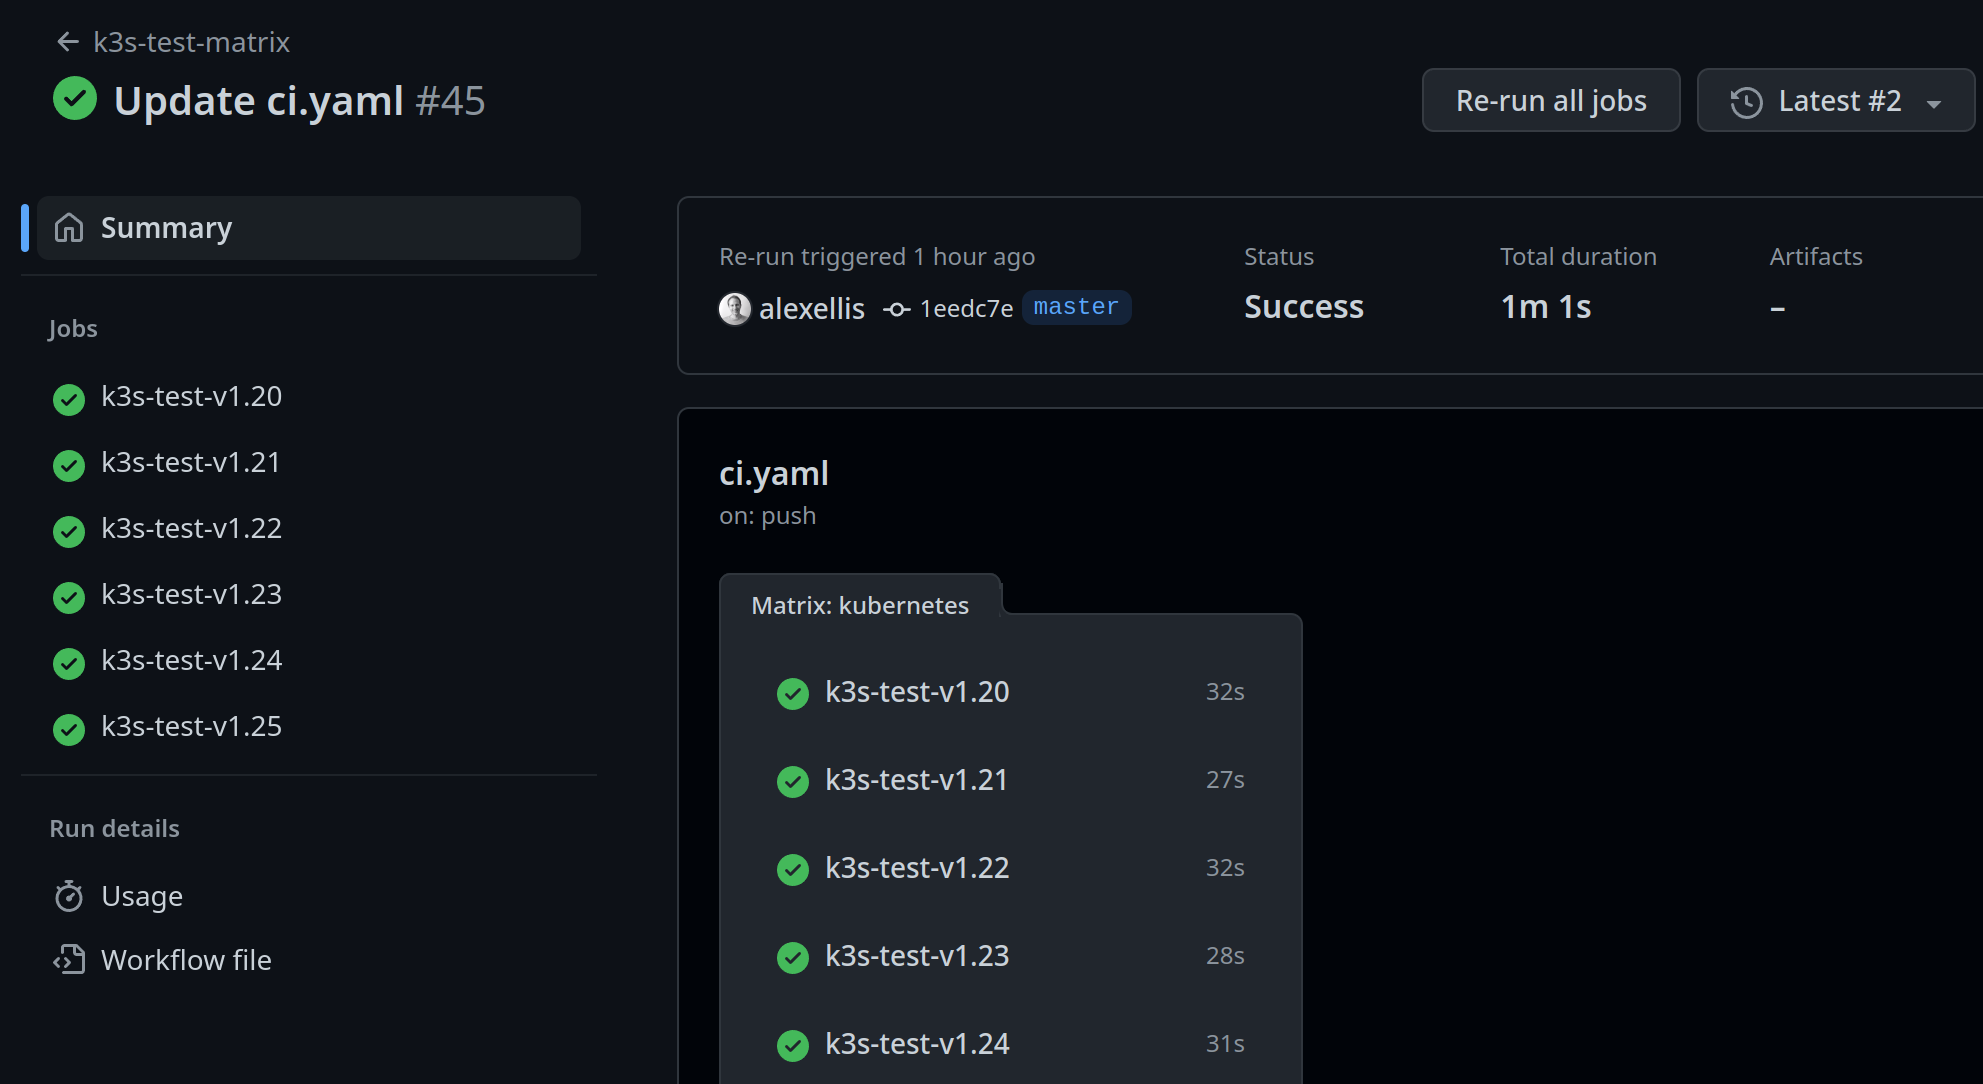 k3s-test-matrix
Update ci.yaml #45
Re-run all jobs
Latest #2
Summary
Jobs
k3s-test-v1.20
k3s-test-v1.21
k3s-test-v1.22
k3s-test-v1.23
k3s-test-v1.24
k3s-test-v1.25
Run details
Usage
Workflow file
Re-run triggered 1 hour ago
alexellis 1eedc7e master
Status
Success
Total duration
1m 1s
Artifacts
–
ci.yaml
on: push
Matrix: kubernetes
k3s-test-v1.20 32s
k3s-test-v1.21 27s
k3s-test-v1.22 32s
k3s-test-v1.23 28s
k3s-test-v1.24 31s